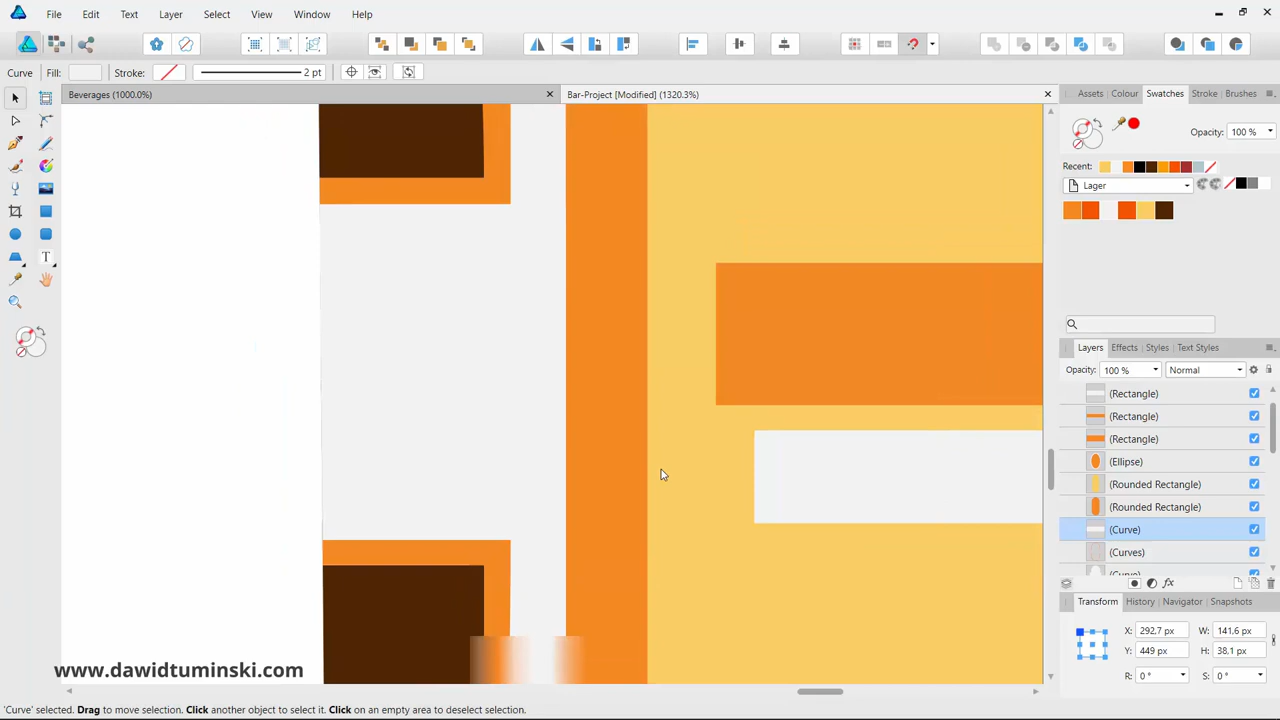 File Edit Text Layer Select View Window Help
Curve Fill: Stroke: 2 pt
Beverages (1000.0%) Bar-Project [Modified] (1320.3%)
Assets Colour Swatches Stroke Brushes
Opacity: 100 %
Recent:
Lager
Layers Effects Styles Text Styles
Opacity: 100 % Normal
(Rectangle)
(Rectangle)
(Rectangle)
(Ellipse)
(Rounded Rectangle)
(Rounded Rectangle)
(Curve)
(Curves)
(Curve)
Transform History Navigator Snapshots
X: 292,7 px W: 141,6 px
Y: 449 px H: 38,1 px
R: 0 ° S: 0 °
www.dawidtuminski.com
'Curve' selected. Drag to move selection. Click another object to select it. Click on an empty area to deselect selection.